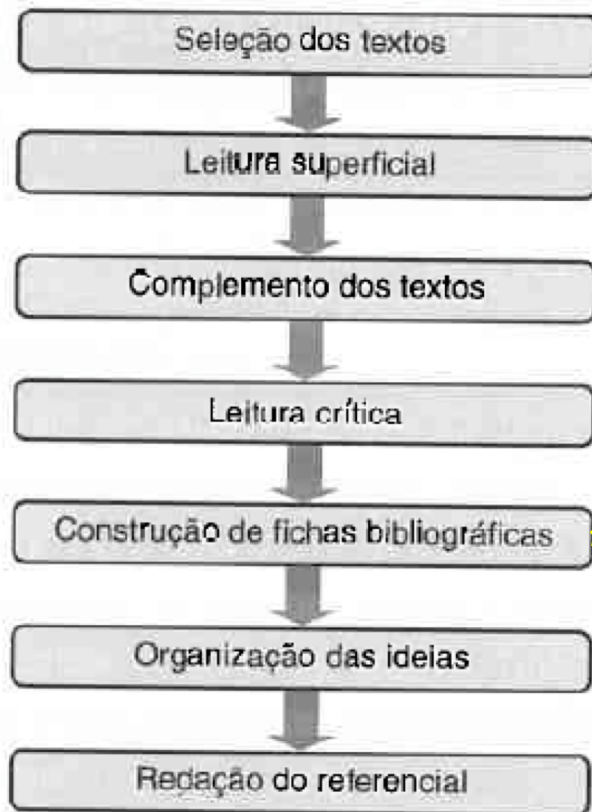 Seleção dos textos
Leitura superficial
Complemento dos textos
Leitura crítica
Construção de fichas bibliográficas
Organização das ideias
Redação do referencial